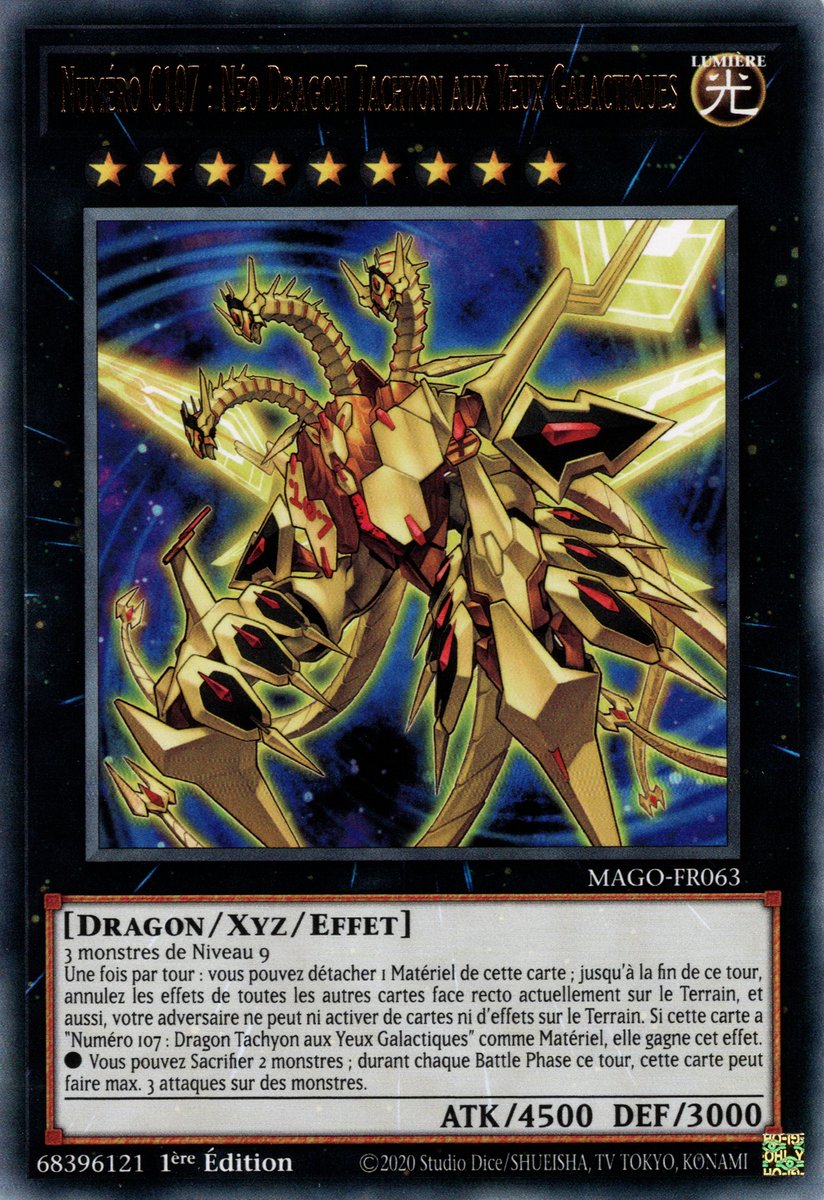 Numéro C107 : Néo Dragon Tachyon aux Yeux Galactiques
LUMIÈRE
光
107
MAGO-FR063
[Dragon/Xyz/Effet]
3 monstres de Niveau 9
Une fois par tour : vous pouvez détacher 1 Matériel de cette carte ; jusqu'à la fin de ce tour,
annulez les effets de toutes les autres cartes face recto actuellement sur le Terrain, et
aussi, votre adversaire ne peut ni activer de cartes ni d'effets sur le Terrain. Si cette carte a
"Numéro 107 : Dragon Tachyon aux Yeux Galactiques" comme Matériel, elle gagne cet effet.
● Vous pouvez Sacrifier 2 monstres ; durant chaque Battle Phase ce tour, cette carte peut
faire max. 3 attaques sur des monstres.
ATK/4500 DEF/3000
68396121 1ère Édition
©2020 Studio Dice/SHUEISHA, TV TOKYO, KONAMI